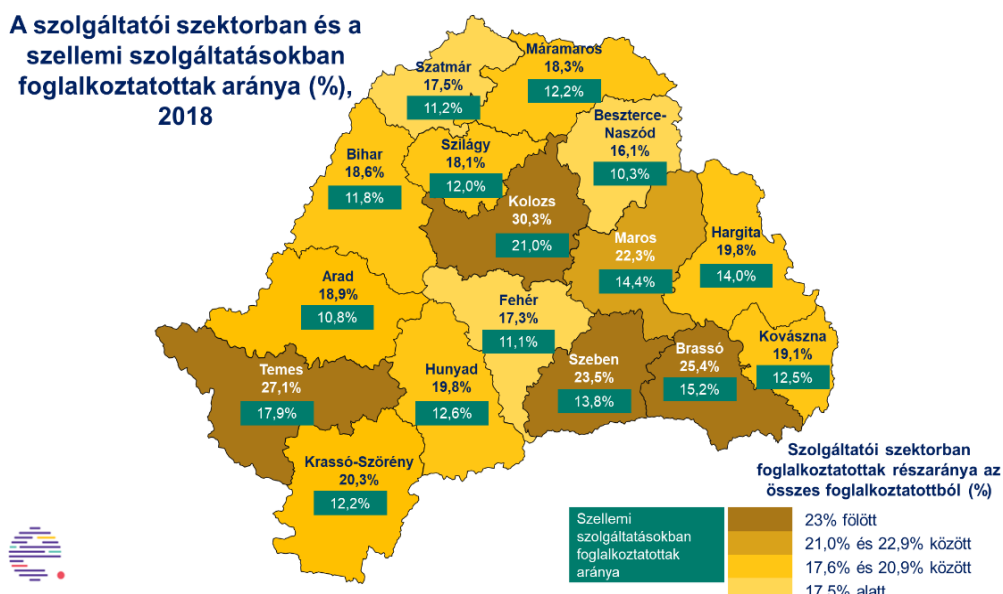 A szolgáltatói szektorban és a
szellemi szolgáltatásokban
foglalkoztatottak aránya (%),
2018
Máramaros
18,3%
12,2%
Szatmár
17,5%
11,2%
Beszterce-
Naszód
16,1%
10,3%
Szilágy
18,1%
12,0%
Bihar
18,6%
11,8%
Kolozs
30,3%
21,0%
Maros
22,3%
14,4%
Hargita
19,8%
14,0%
Arad
18,9%
10,8%
Fehér
17,3%
11,1%
Kovászna
19,1%
12,5%
Brassó
25,4%
15,2%
Szeben
23,5%
13,8%
Temes
27,1%
17,9%
Hunyad
19,8%
12,6%
Krassó-Szörény
20,3%
12,2%
Szolgáltatói szektorban
foglalkoztatottak részaránya az
összes foglalkoztatottból (%)
Szellemi
szolgáltatásokban
foglalkoztatottak
aránya
23% fölött
21,0% és 22,9% között
17,6% és 20,9% között
17,5% alatt